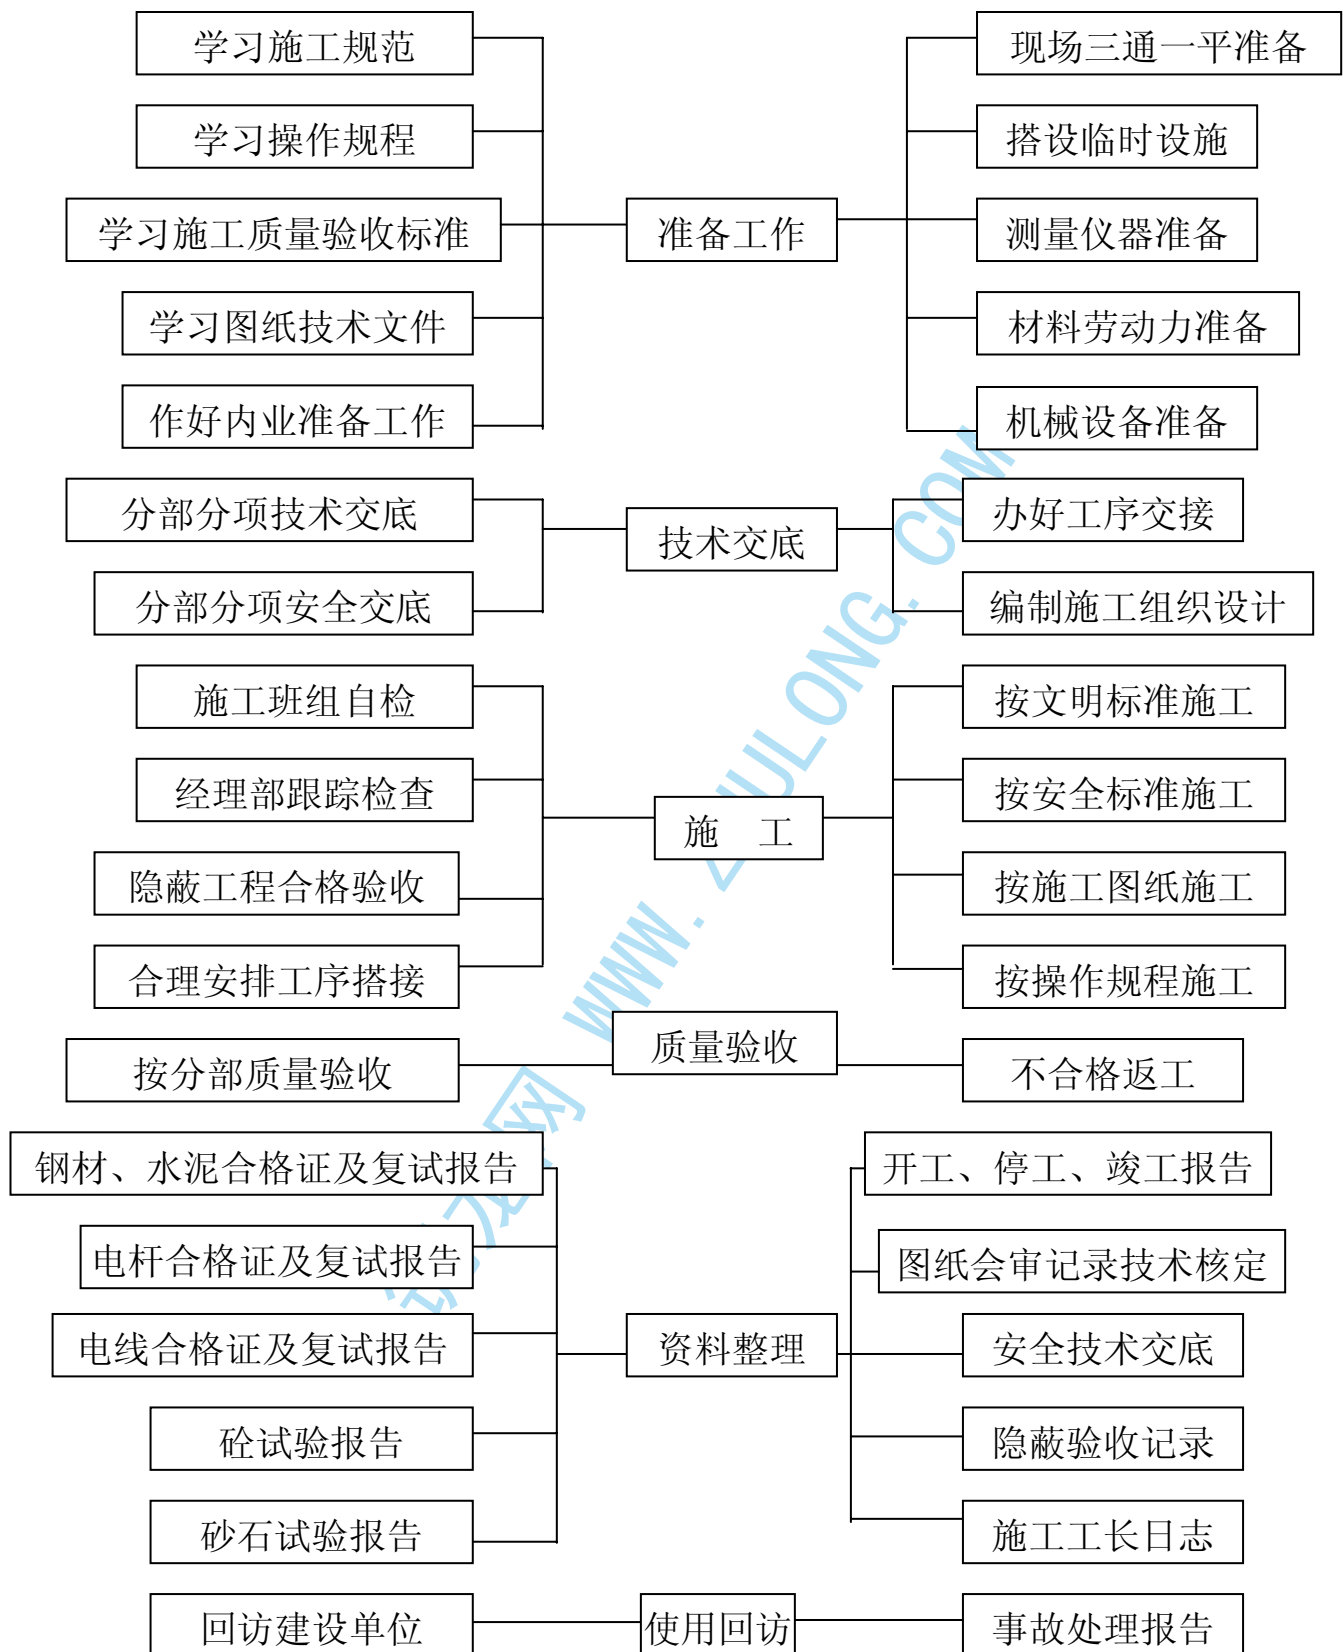 学习施工规范
现场三通一平准备
学习操作规程
搭设临时设施
学习施工质量验收标准
准备工作
测量仪器准备
学习图纸技术文件
材料劳动力准备
作好内业准备工作
机械设备准备
分部分项技术交底
技术交底
办好工序交接
分部分项安全交底
编制施工组织设计
施工班组自检
按文明标准施工
经理部跟踪检查
施 工
按安全标准施工
隐蔽工程合格验收
按施工图纸施工
合理安排工序搭接
按操作规程施工
按分部质量验收
质量验收
不合格返工
钢材、水泥合格证及复试报告
开工、停工、竣工报告
电杆合格证及复试报告
图纸会审记录技术核定
电线合格证及复试报告
资料整理
安全技术交底
砼试验报告
隐蔽验收记录
砂石试验报告
施工工长日志
回访建设单位
使用回访
事故处理报告
筑龙网 WWW.ZHULONG.COM